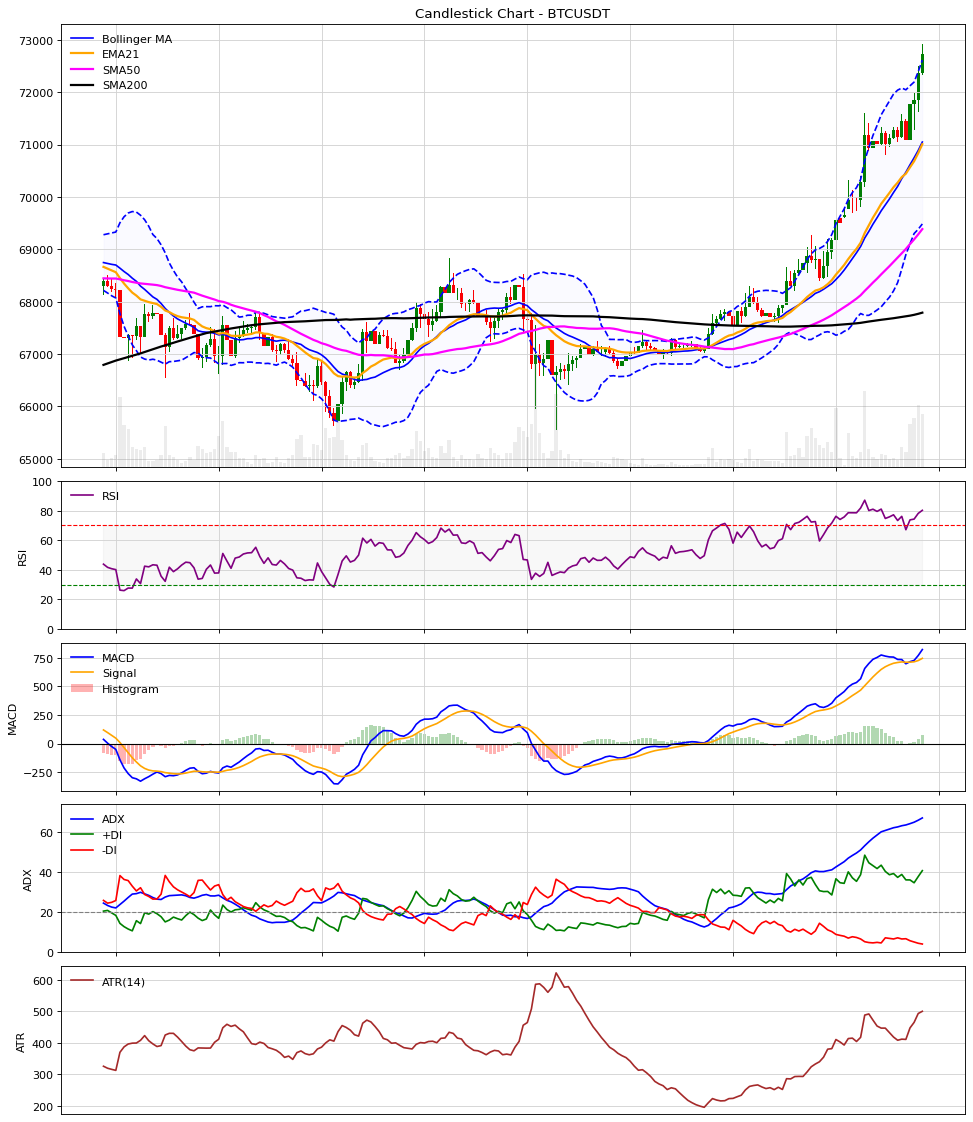 Candlestick Chart - BTCUSDT
Bollinger MA
EMA21
SMA50
SMA200
73000
72000
71000
70000
69000
68000
67000
66000
65000
RSI
RSI
100
80
60
40
20
0
MACD
Signal
Histogram
MACD
750
500
250
0
−250
ADX
+DI
-DI
ADX
60
40
20
0
ATR(14)
ATR
600
500
400
300
200